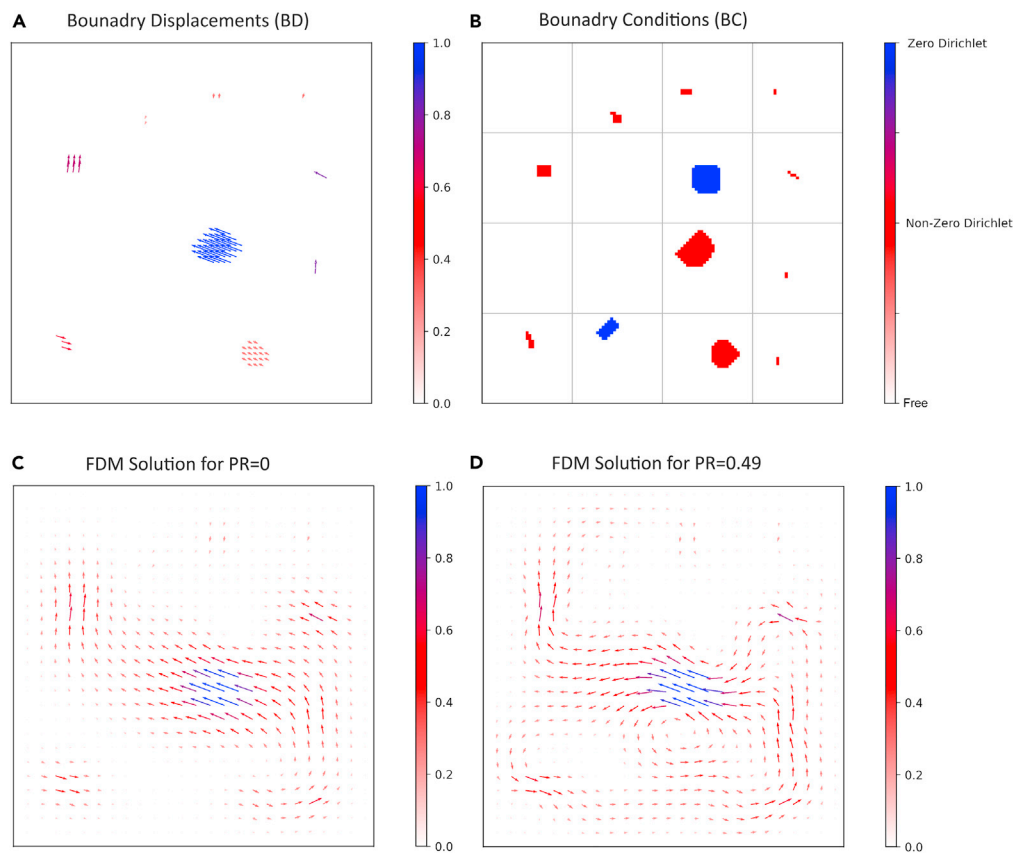 A Bounadry Displacements (BD)
B Bounadry Conditions (BC)
1.0
0.8
0.6
0.4
0.2
0.0
Zero Dirichlet
Non-Zero Dirichlet
Free
C FDM Solution for PR=0
D FDM Solution for PR=0.49
1.0
0.8
0.6
0.4
0.2
0.0
1.0
0.8
0.6
0.4
0.2
0.0